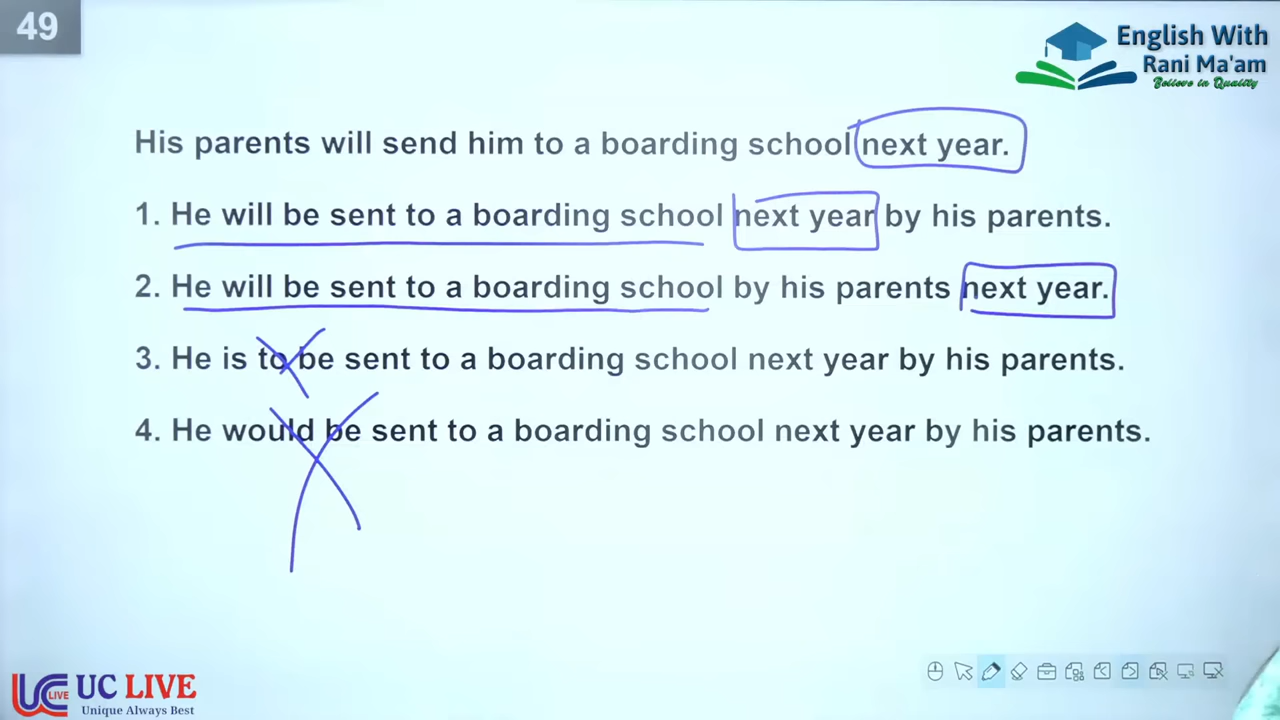 49
English With
Rani Ma'am
Believe in Quality
His parents will send him to a boarding school next year.
1. He will be sent to a boarding school next year by his parents.
2. He will be sent to a boarding school by his parents next year.
3. He is to be sent to a boarding school next year by his parents.
4. He would be sent to a boarding school next year by his parents.
UC LIVE
LIVE
Unique Always Best